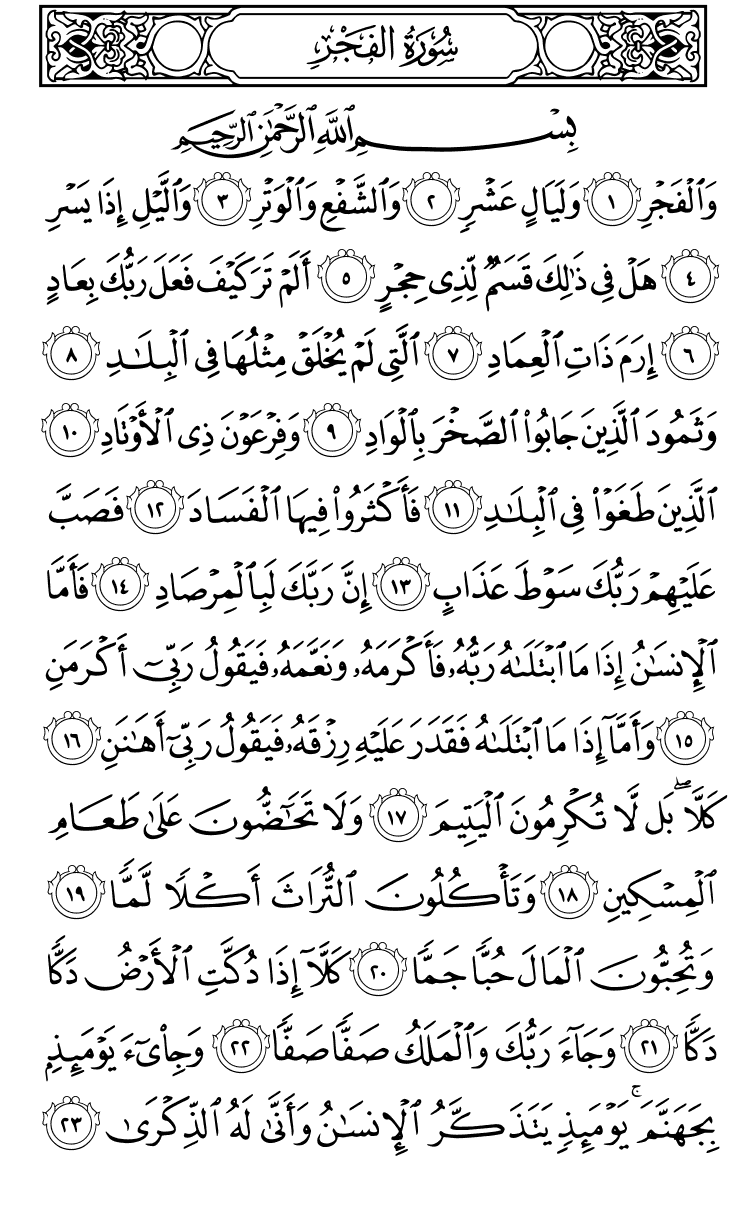 سُورَةُ الفَجْرِ
بِسْمِ ٱللَّهِ ٱلرَّحْمَٰنِ ٱلرَّحِيمِ
وَٱلْفَجْرِ ١ وَلَيَالٍ عَشْرٍۢ ٢ وَٱلشَّفْعِ وَٱلْوَتْرِ ٣ وَٱلَّيْلِ إِذَا يَسْرِ
٤ هَلْ فِى ذَٰلِكَ قَسَمٌۭ لِّذِى حِجْرٍ ٥ أَلَمْ تَرَ كَيْفَ فَعَلَ رَبُّكَ بِعَادٍ
٦ إِرَمَ ذَاتِ ٱلْعِمَادِ ٧ ٱلَّتِى لَمْ يُخْلَقْ مِثْلُهَا فِى ٱلْبِلَٰدِ ٨
وَثَمُودَ ٱلَّذِينَ جَابُوا۟ ٱلصَّخْرَ بِٱلْوَادِ ٩ وَفِرْعَوْنَ ذِى ٱلْأَوْتَادِ ١٠
ٱلَّذِينَ طَغَوْا۟ فِى ٱلْبِلَٰدِ ١١ فَأَكْثَرُوا۟ فِيهَا ٱلْفَسَادَ ١٢ فَصَبَّ
عَلَيْهِمْ رَبُّكَ سَوْطَ عَذَابٍ ١٣ إِنَّ رَبَّكَ لَبِٱلْمِرْصَادِ ١٤ فَأَمَّا
ٱلْإِنسَٰنُ إِذَا مَا ٱبْتَلَىٰهُ رَبُّهُۥ فَأَكْرَمَهُۥ وَنَعَّمَهُۥ فَيَقُولُ رَبِّىٓ أَكْرَمَنِ
١٥ وَأَمَّآ إِذَا مَا ٱبْتَلَىٰهُ فَقَدَرَ عَلَيْهِ رِزْقَهُۥ فَيَقُولُ رَبِّىٓ أَهَٰنَنِ ١٦
كَلَّا ۖ بَل لَّا تُكْرِمُونَ ٱلْيَتِيمَ ١٧ وَلَا تَحَٰٓضُّونَ عَلَىٰ طَعَامِ
ٱلْمِسْكِينِ ١٨ وَتَأْكُلُونَ ٱلتُّرَاثَ أَكْلًۭا لَّمًّۭا ١٩
وَتُحِبُّونَ ٱلْمَالَ حُبًّۭا جَمًّۭا ٢٠ كَلَّآ إِذَا دُكَّتِ ٱلْأَرْضُ دَكًّۭا
دَكًّۭا ٢١ وَجَآءَ رَبُّكَ وَٱلْمَلَكُ صَفًّۭا صَفًّۭا ٢٢ وَجِا۟ىٓءَ يَوْمَئِذٍۭ
بِجَهَنَّمَ ۚ يَوْمَئِذٍۢ يَتَذَكَّرُ ٱلْإِنسَٰنُ وَأَنَّىٰ لَهُ ٱلذِّكْرَىٰ ٢٣